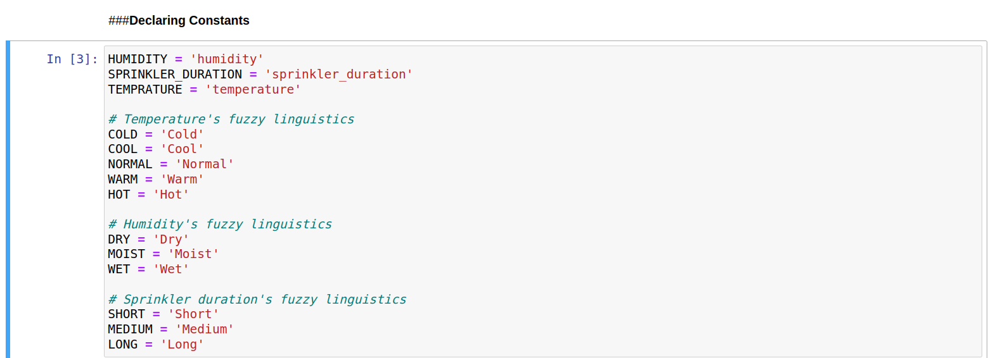 ###Declaring Constants
In [3]: HUMIDITY = 'humidity'
SPRINKLER_DURATION = 'sprinkler_duration'
TEMPRATURE = 'temperature'
# Temperature's fuzzy linguistics
COLD = 'Cold'
COOL = 'Cool'
NORMAL = 'Normal'
WARM = 'Warm'
HOT = 'Hot'
# Humidity's fuzzy linguistics
DRY = 'Dry'
MOIST = 'Moist'
WET = 'Wet'
# Sprinkler duration's fuzzy linguistics
SHORT = 'Short'
MEDIUM = 'Medium'
LONG = 'Long'